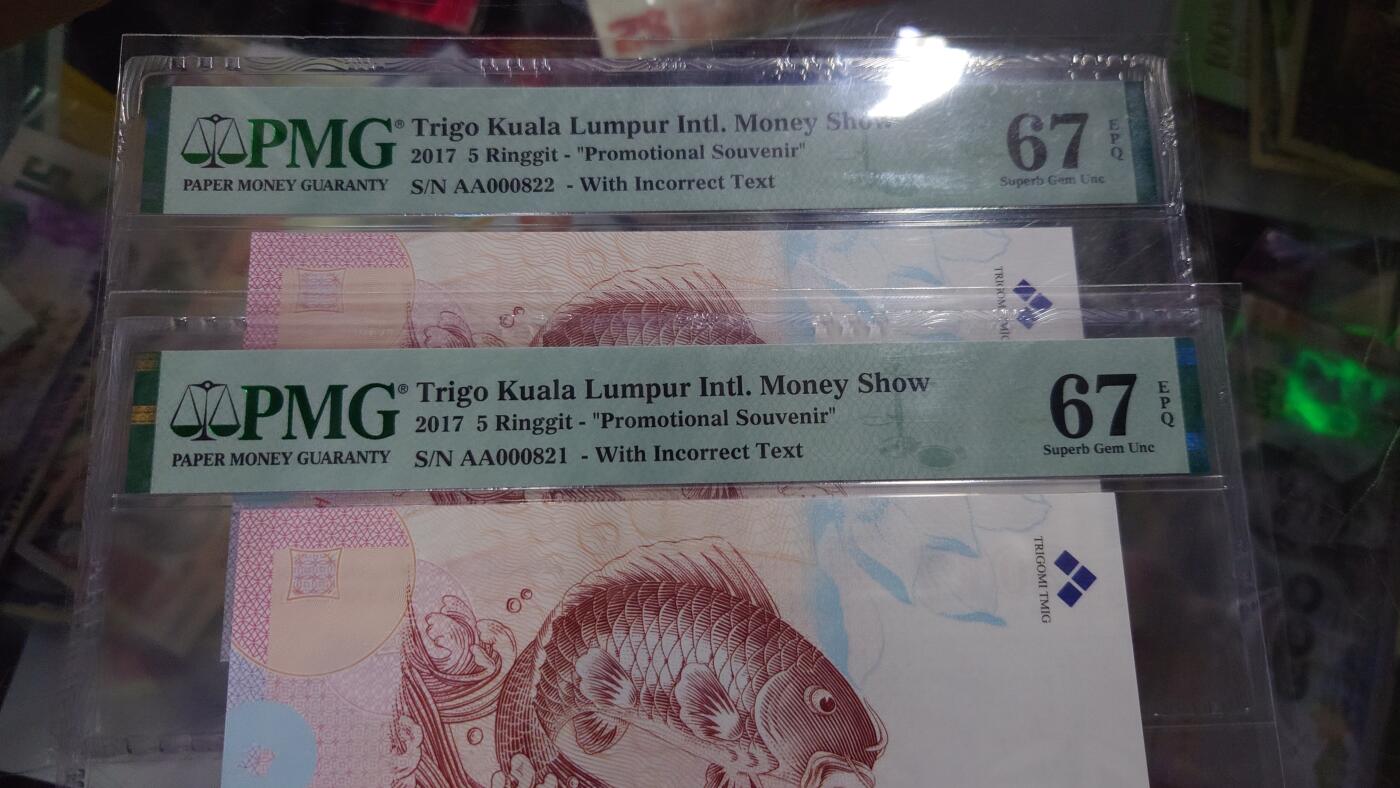 PMG®
PAPER MONEY GUARANTY
Trigo Kuala Lumpur Intl. Money Show
2017 5 Ringgit - "Promotional Souvenir"
S/N AA000822 - With Incorrect Text
67
EPQ
Superb Gem Unc
PMG®
PAPER MONEY GUARANTY
Trigo Kuala Lumpur Intl. Money Show
2017 5 Ringgit - "Promotional Souvenir"
S/N AA000821 - With Incorrect Text
67
EPQ
Superb Gem Unc
TRIGOMI TMIG